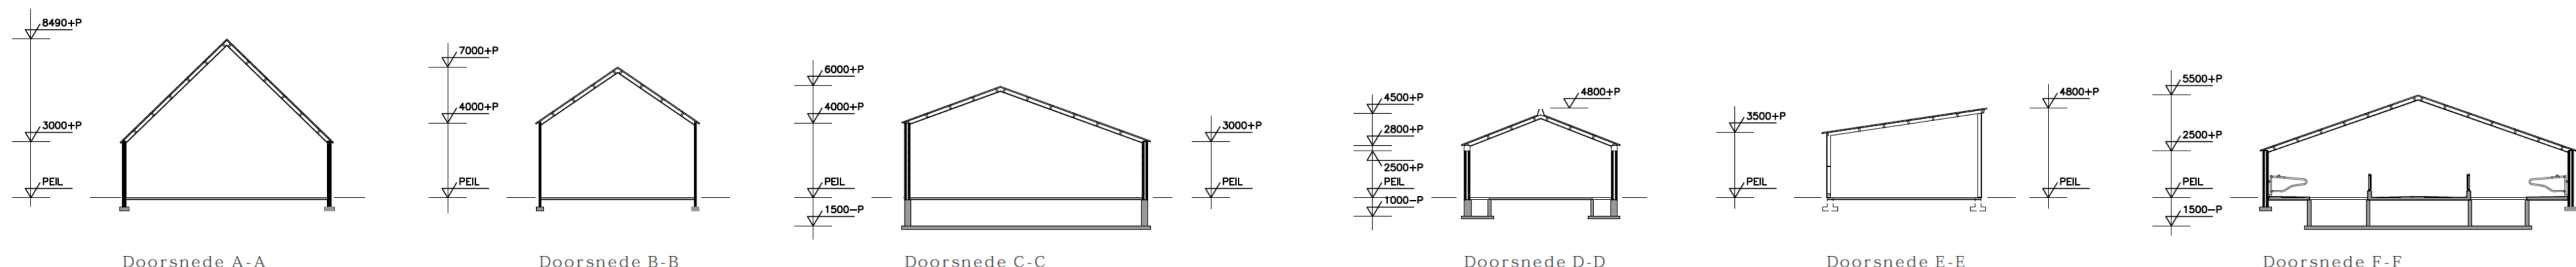 8490+P
3000+P
PEIL
Doorsnede A-A
7000+P
4000+P
PEIL
Doorsnede B-B
6000+P
4000+P
PEIL
1500-P
3000+P
PEIL
Doorsnede C-C
4500+P
4800+P
2800+P
2500+P
PEIL
1000-P
Doorsnede D-D
3500+P
PEIL
4800+P
PEIL
Doorsnede E-E
5500+P
2500+P
PEIL
1500-P
Doorsnede F-F